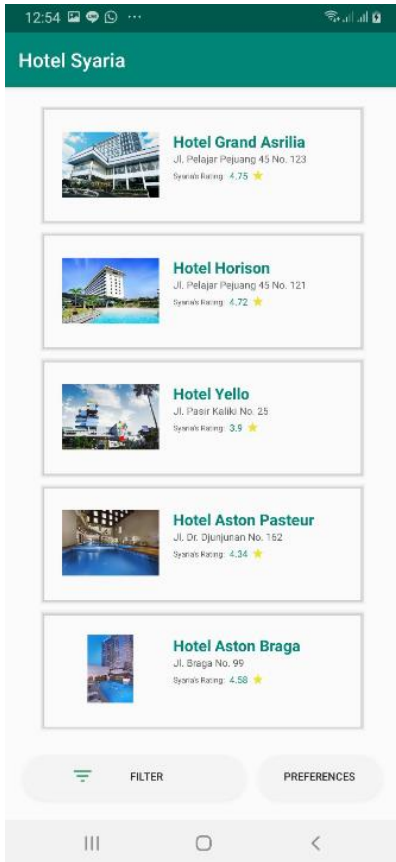 12:54
Hotel Syaria
Hotel Grand Asrilia
Jl. Pelajar Pejuang 45 No. 123
Syaria's Rating: 4.75
Hotel Horison
Jl. Pelajar Pejuang 45 No. 121
Syaria's Rating: 4.72
Hotel Yello
Jl. Pasir Kaliki No. 25
Syaria's Rating: 3.9
Hotel Aston Pasteur
Jl. Dr. Djunjunan No. 162
Syaria's Rating: 4.34
Hotel Aston Braga
Jl. Braga No. 99
Syaria's Rating: 4.58
FILTER
PREFERENCES